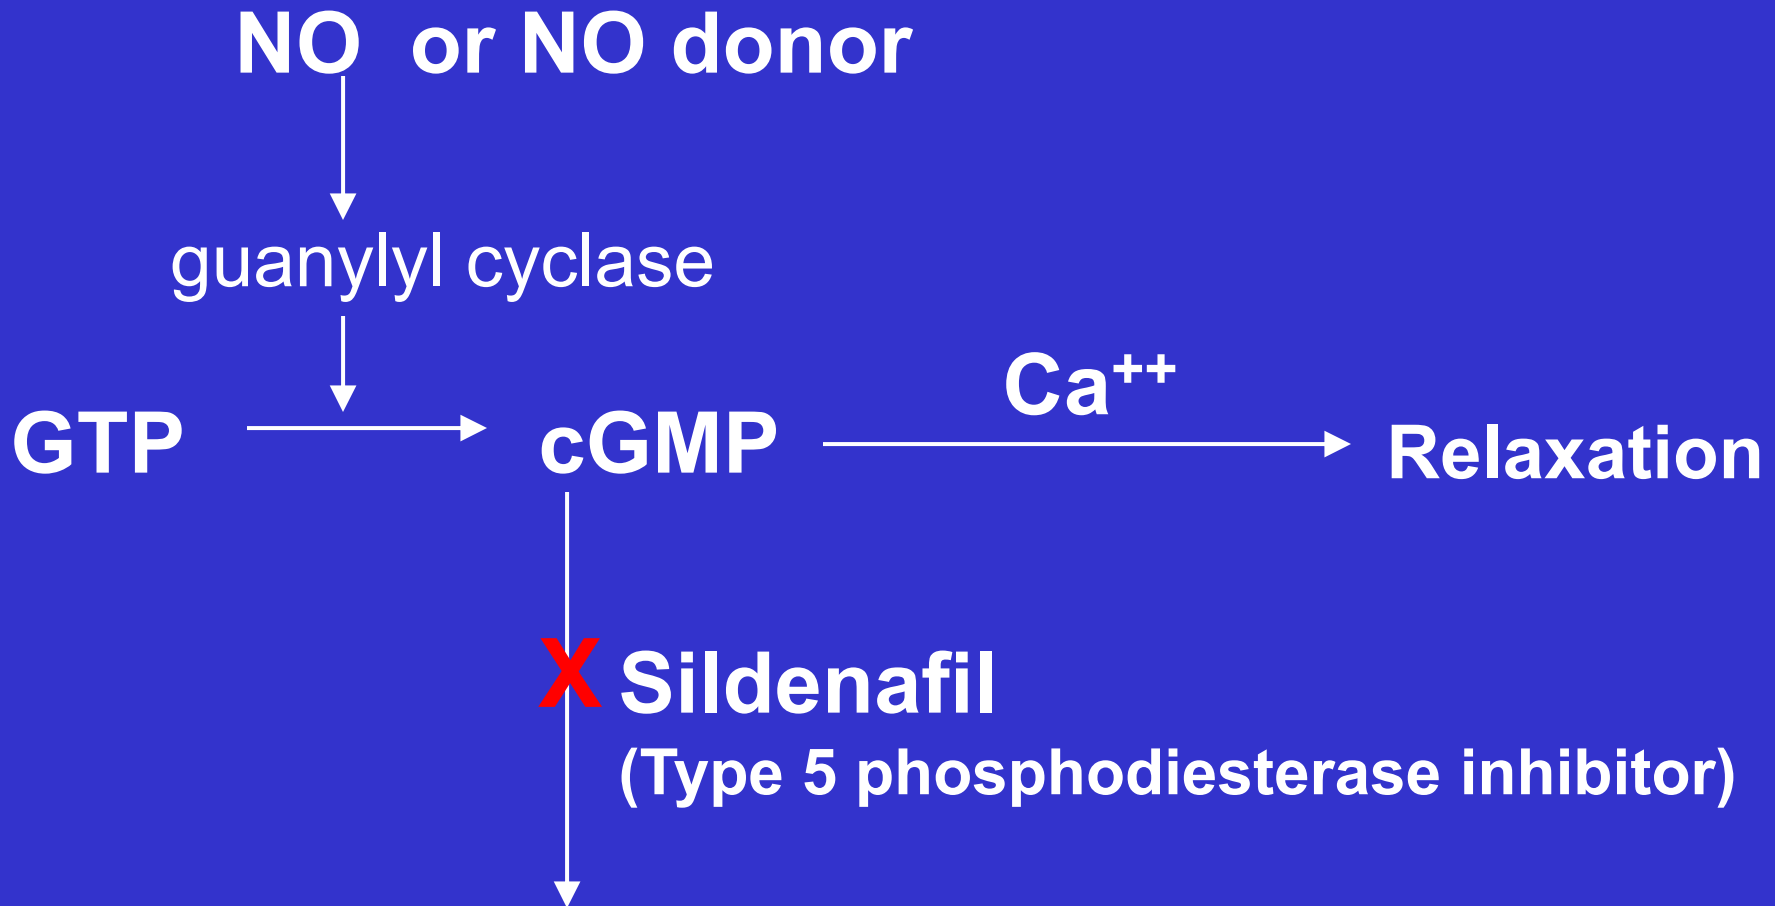 NO or NO donor
guanylyl cyclase
Ca⁺⁺
GTP
cGMP
Relaxation
X
Sildenafil
(Type 5 phosphodiesterase inhibitor)